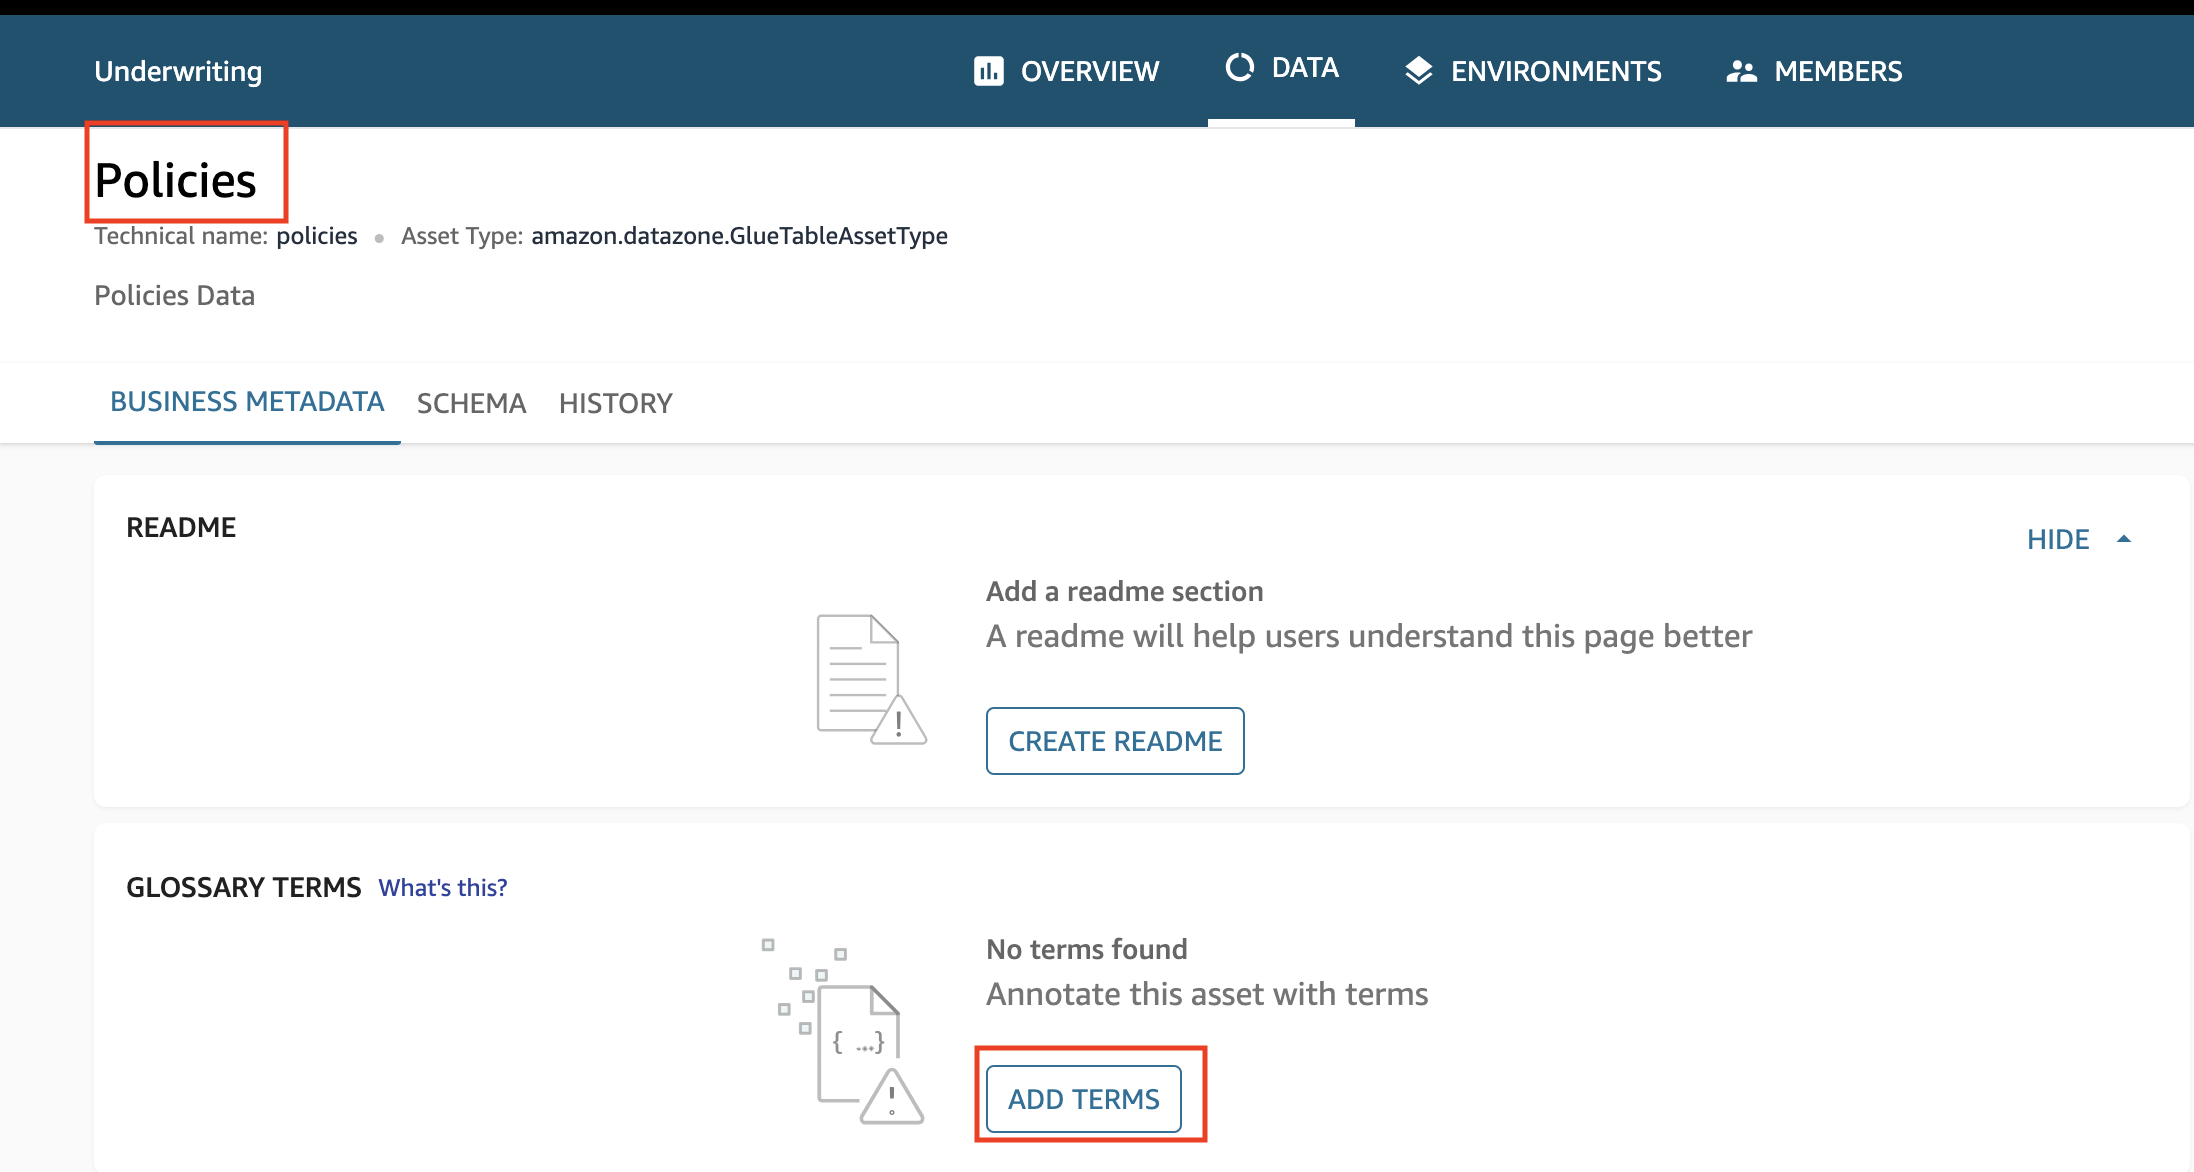 Underwriting
OVERVIEW
DATA
ENVIRONMENTS
MEMBERS
Policies
Technical name: policies • Asset Type: amazon.datazone.GlueTableAssetType
Policies Data
BUSINESS METADATA
SCHEMA
HISTORY
README
HIDE
Add a readme section
A readme will help users understand this page better
CREATE README
GLOSSARY TERMS What's this?
No terms found
Annotate this asset with terms
{ ...}
ADD TERMS